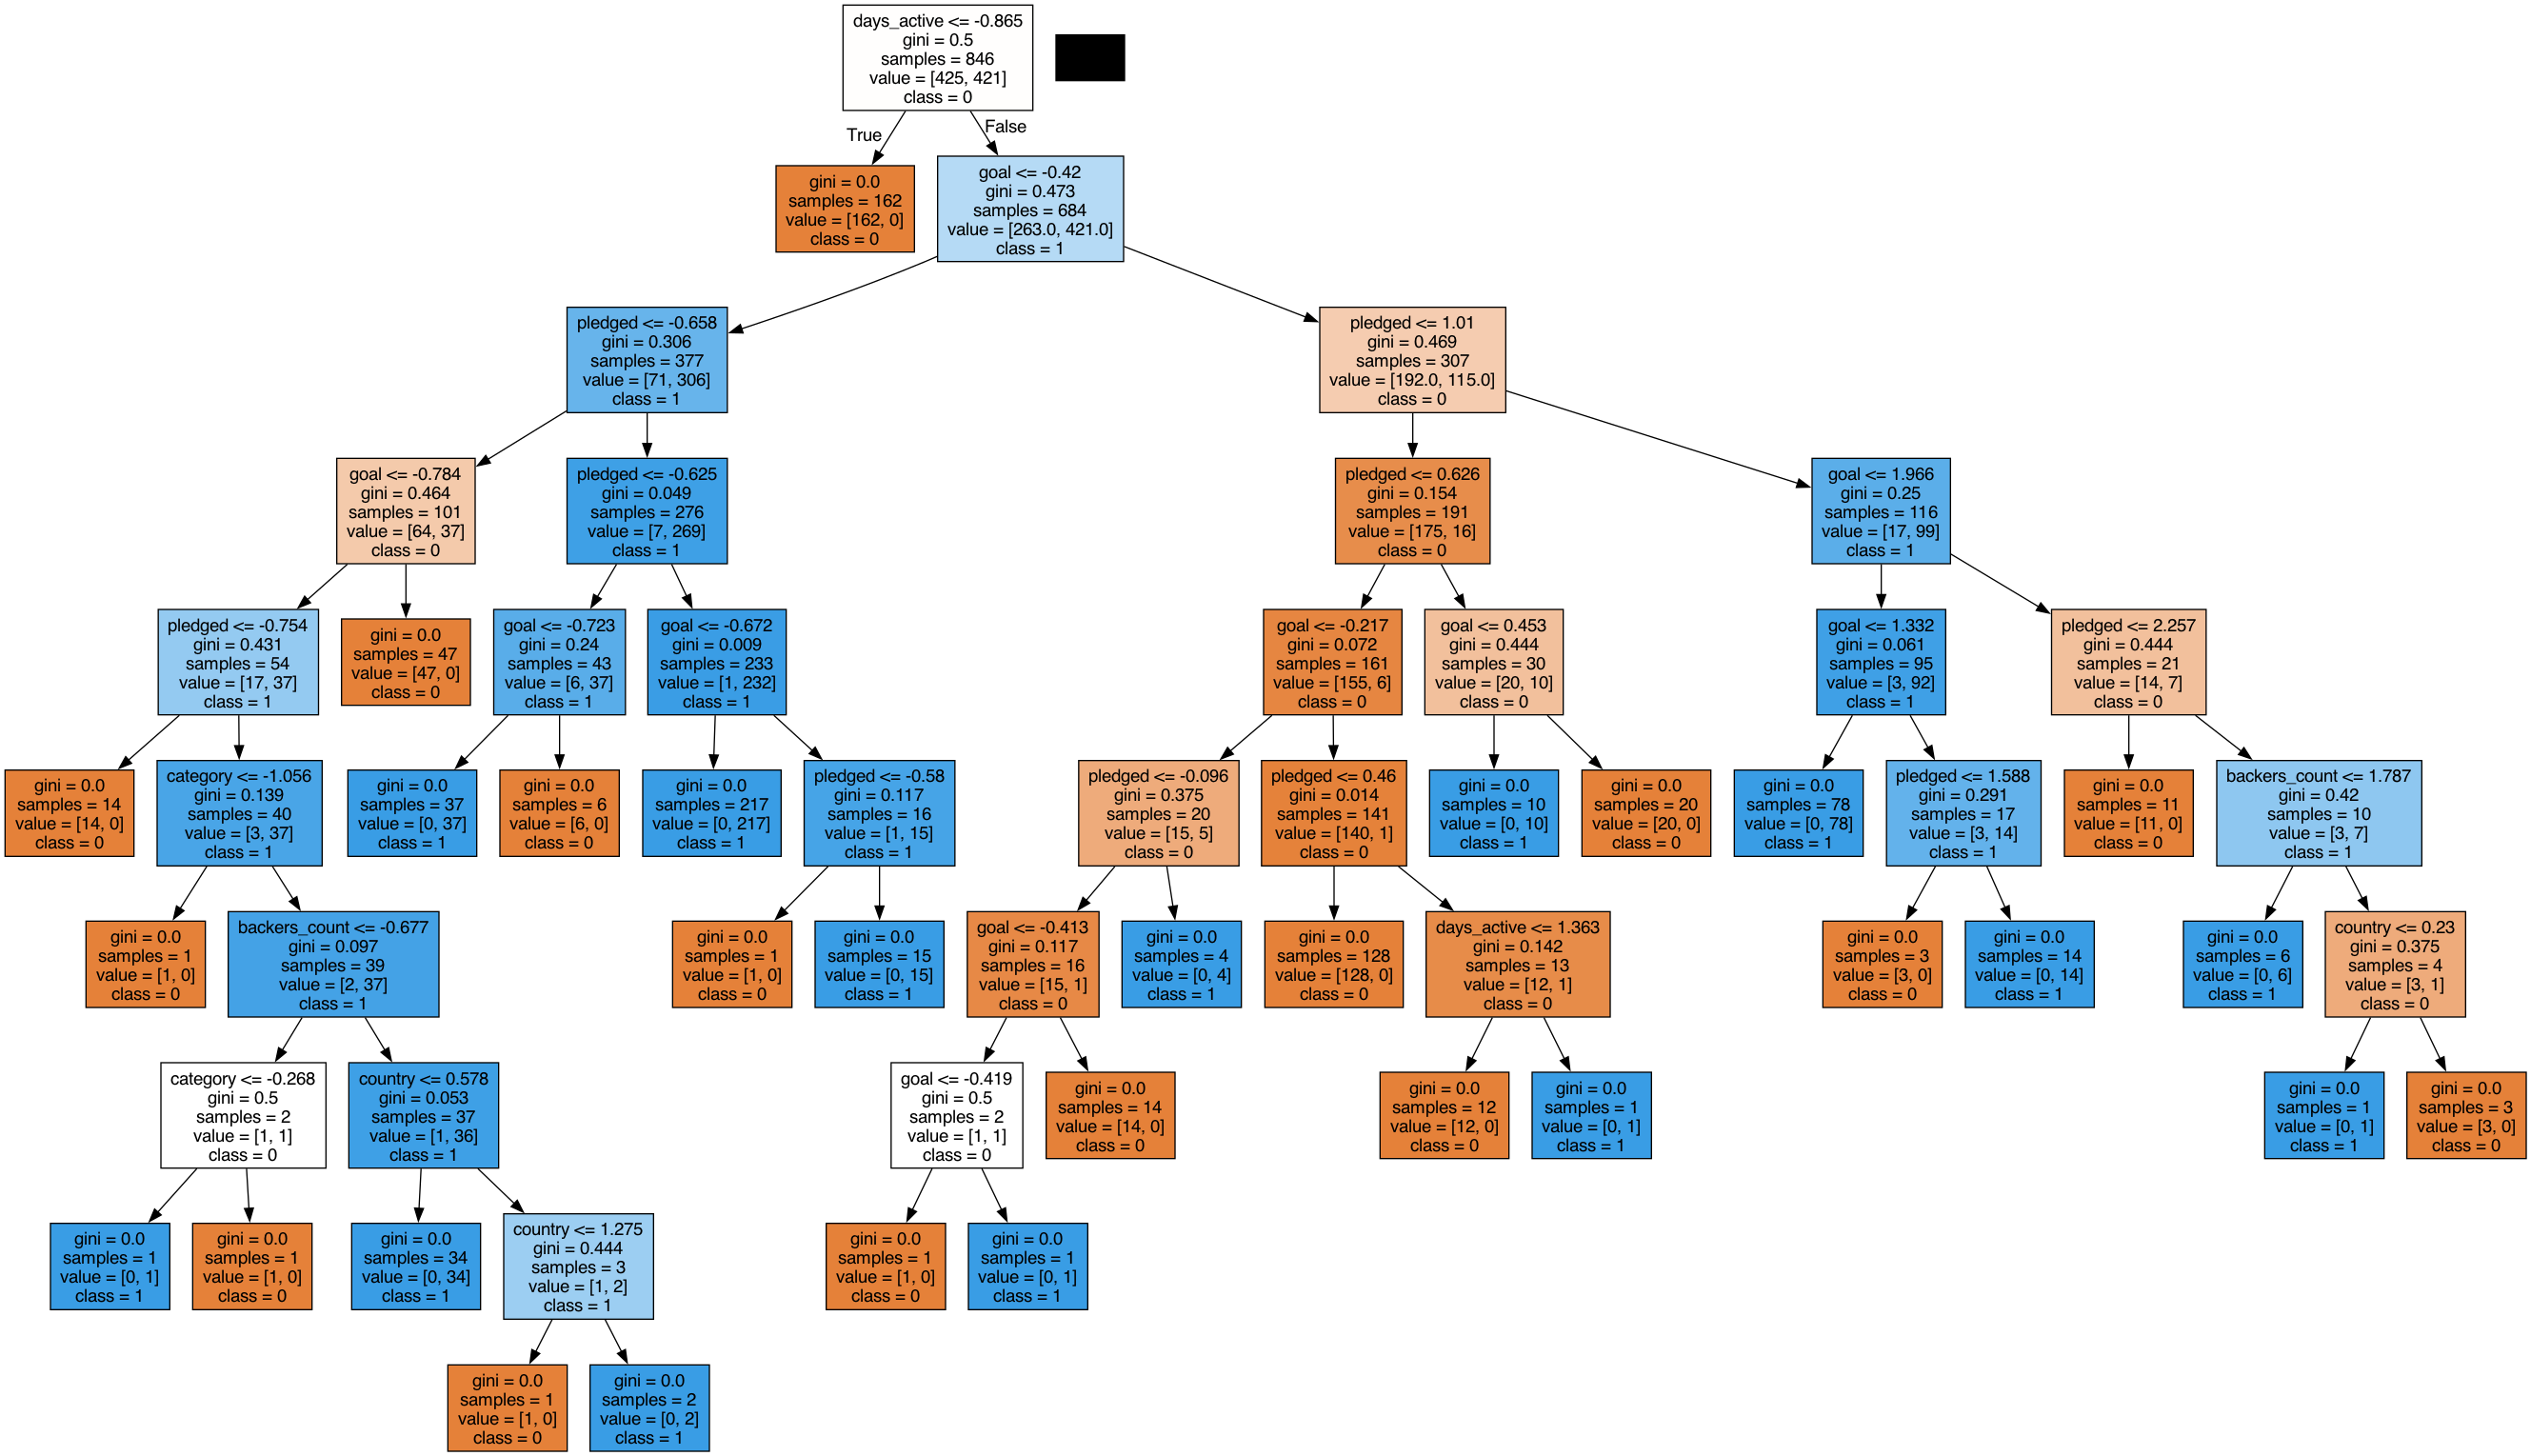 days_active <= -0.865
gini = 0.5
samples = 846
value = [425, 421]
class = 0
True
False
gini = 0.0
samples = 162
value = [162, 0]
class = 0
goal <= -0.42
gini = 0.473
samples = 684
value = [263.0, 421.0]
class = 1
pledged <= -0.658
gini = 0.306
samples = 377
value = [71, 306]
class = 1
pledged <= 1.01
gini = 0.469
samples = 307
value = [192.0, 115.0]
class = 0
goal <= -0.784
gini = 0.464
samples = 101
value = [64, 37]
class = 0
pledged <= -0.625
gini = 0.049
samples = 276
value = [7, 269]
class = 1
pledged <= 0.626
gini = 0.154
samples = 191
value = [175, 16]
class = 0
goal <= 1.966
gini = 0.25
samples = 116
value = [17, 99]
class = 1
pledged <= -0.754
gini = 0.431
samples = 54
value = [17, 37]
class = 1
gini = 0.0
samples = 47
value = [47, 0]
class = 0
goal <= -0.723
gini = 0.24
samples = 43
value = [6, 37]
class = 1
goal <= -0.672
gini = 0.009
samples = 233
value = [1, 232]
class = 1
goal <= -0.217
gini = 0.072
samples = 161
value = [155, 6]
class = 0
goal <= 0.453
gini = 0.444
samples = 30
value = [20, 10]
class = 0
goal <= 1.332
gini = 0.061
samples = 95
value = [3, 92]
class = 1
pledged <= 2.257
gini = 0.444
samples = 21
value = [14, 7]
class = 0
gini = 0.0
samples = 14
value = [14, 0]
class = 0
category <= -1.056
gini = 0.139
samples = 40
value = [3, 37]
class = 1
gini = 0.0
samples = 37
value = [0, 37]
class = 1
gini = 0.0
samples = 6
value = [6, 0]
class = 0
gini = 0.0
samples = 217
value = [0, 217]
class = 1
pledged <= -0.58
gini = 0.117
samples = 16
value = [1, 15]
class = 1
pledged <= -0.096
gini = 0.375
samples = 20
value = [15, 5]
class = 0
pledged <= 0.46
gini = 0.014
samples = 141
value = [140, 1]
class = 0
gini = 0.0
samples = 10
value = [0, 10]
class = 1
gini = 0.0
samples = 20
value = [20, 0]
class = 0
gini = 0.0
samples = 78
value = [0, 78]
class = 1
pledged <= 1.588
gini = 0.291
samples = 17
value = [3, 14]
class = 1
gini = 0.0
samples = 11
value = [11, 0]
class = 0
backers_count <= 1.787
gini = 0.42
samples = 10
value = [3, 7]
class = 1
gini = 0.0
samples = 1
value = [1, 0]
class = 0
backers_count <= -0.677
gini = 0.097
samples = 39
value = [2, 37]
class = 1
gini = 0.0
samples = 1
value = [1, 0]
class = 0
gini = 0.0
samples = 15
value = [0, 15]
class = 1
goal <= -0.413
gini = 0.117
samples = 16
value = [15, 1]
class = 0
gini = 0.0
samples = 4
value = [0, 4]
class = 1
gini = 0.0
samples = 128
value = [128, 0]
class = 0
days_active <= 1.363
gini = 0.142
samples = 13
value = [12, 1]
class = 0
gini = 0.0
samples = 3
value = [3, 0]
class = 0
gini = 0.0
samples = 14
value = [0, 14]
class = 1
gini = 0.0
samples = 6
value = [0, 6]
class = 1
country <= 0.23
gini = 0.375
samples = 4
value = [3, 1]
class = 0
category <= -0.268
gini = 0.5
samples = 2
value = [1, 1]
class = 0
country <= 0.578
gini = 0.053
samples = 37
value = [1, 36]
class = 1
goal <= -0.419
gini = 0.5
samples = 2
value = [1, 1]
class = 0
gini = 0.0
samples = 14
value = [14, 0]
class = 0
gini = 0.0
samples = 12
value = [12, 0]
class = 0
gini = 0.0
samples = 1
value = [0, 1]
class = 1
gini = 0.0
samples = 1
value = [0, 1]
class = 1
gini = 0.0
samples = 3
value = [3, 0]
class = 0
gini = 0.0
samples = 1
value = [0, 1]
class = 1
gini = 0.0
samples = 1
value = [1, 0]
class = 0
gini = 0.0
samples = 34
value = [0, 34]
class = 1
country <= 1.275
gini = 0.444
samples = 3
value = [1, 2]
class = 1
gini = 0.0
samples = 1
value = [1, 0]
class = 0
gini = 0.0
samples = 1
value = [0, 1]
class = 1
gini = 0.0
samples = 1
value = [1, 0]
class = 0
gini = 0.0
samples = 2
value = [0, 2]
class = 1